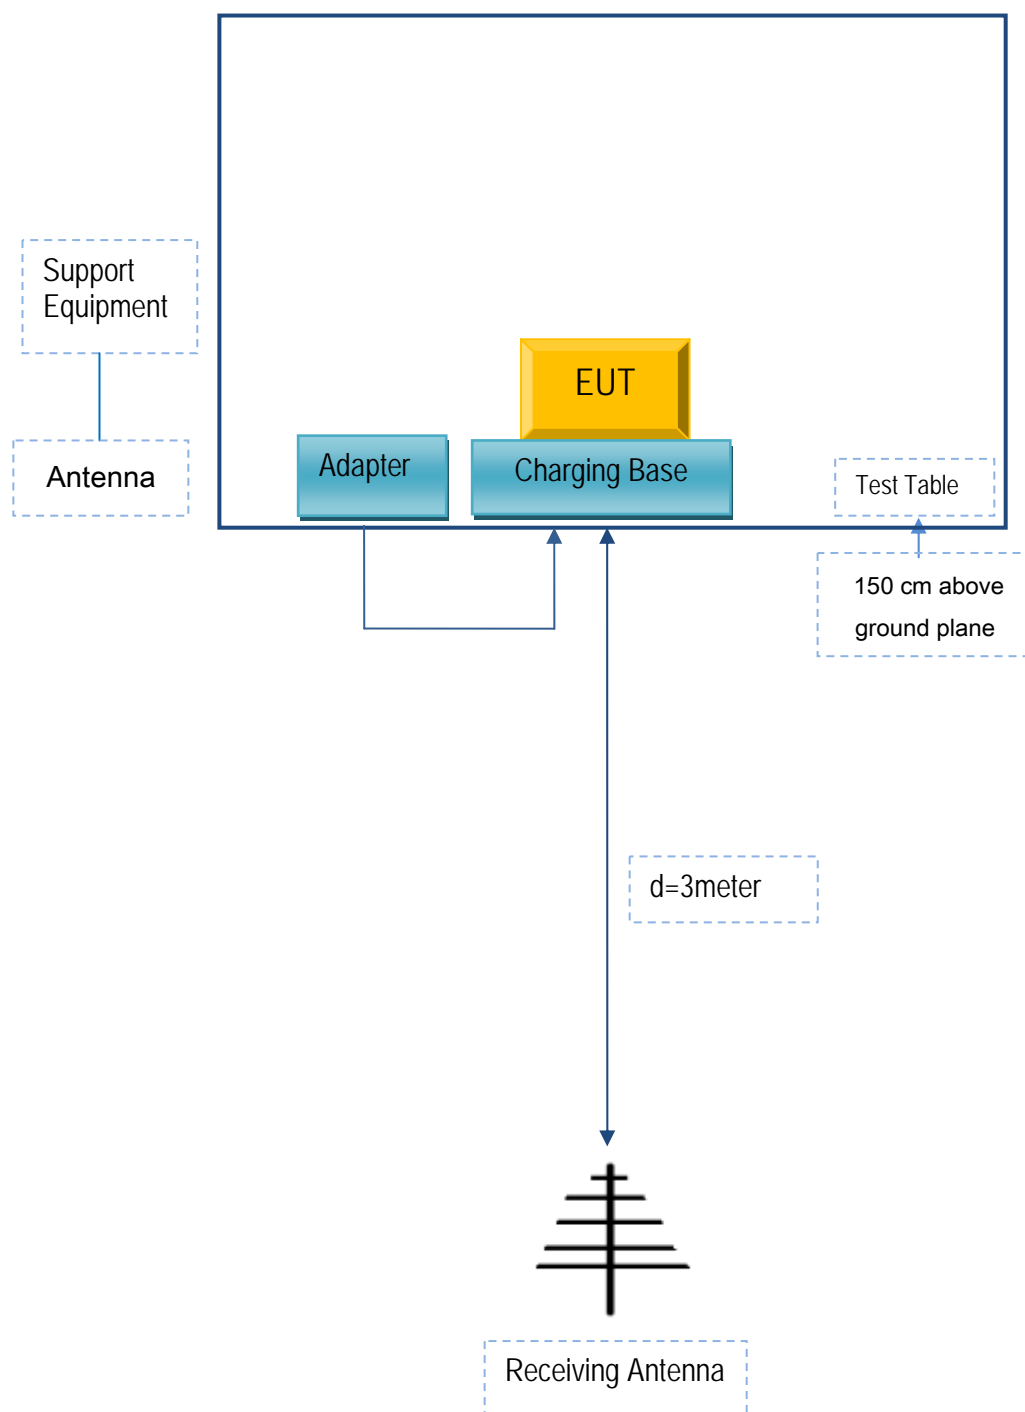 Support
Equipment
Antenna
EUT
Adapter
Charging Base
Test Table
150 cm above
ground plane
d=3meter
Receiving Antenna